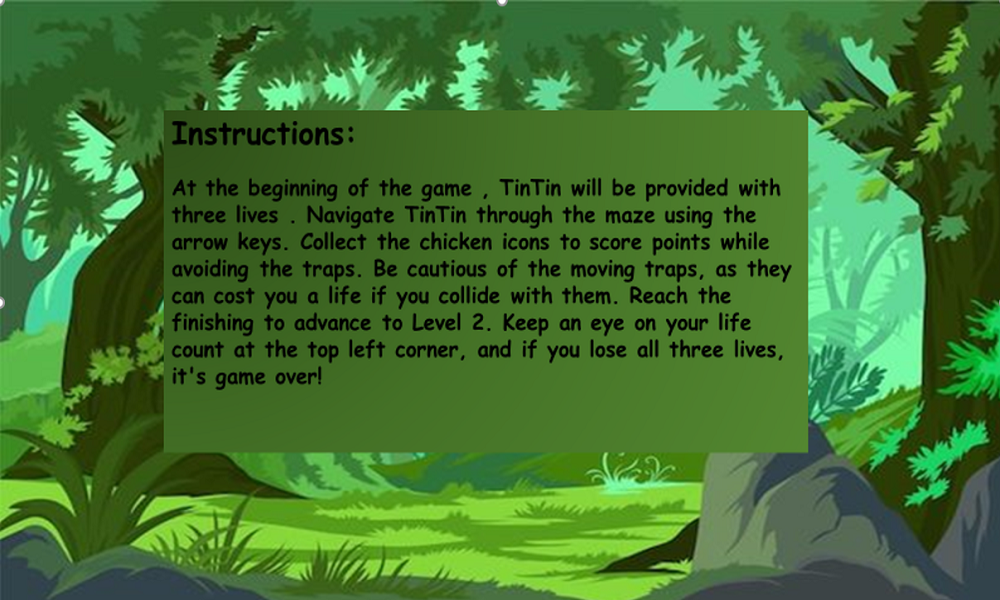 Instructions:
At the beginning of the game , TinTin will be provided with
three lives . Navigate TinTin through the maze using the
arrow keys. Collect the chicken icons to score points while
avoiding the traps. Be cautious of the moving traps, as they
can cost you a life if you collide with them. Reach the
finishing to advance to Level 2. Keep an eye on your life
count at the top left corner, and if you lose all three lives,
it's game over!